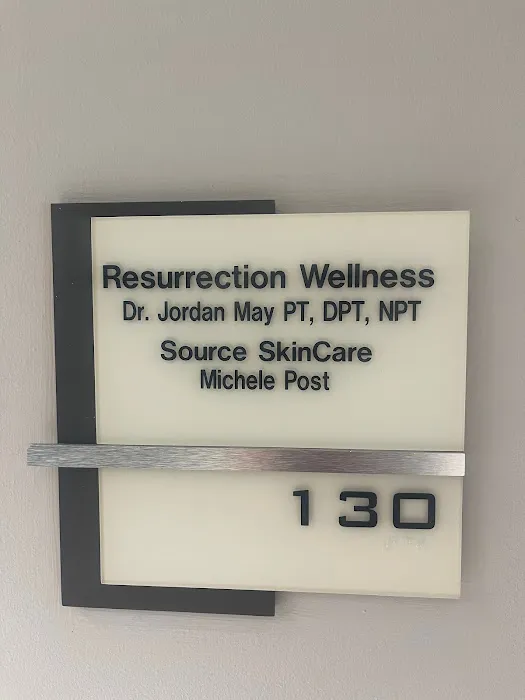 Resurrection Wellness
Dr. Jordan May PT, DPT, NPT
Source SkinCare
Michele Post
130